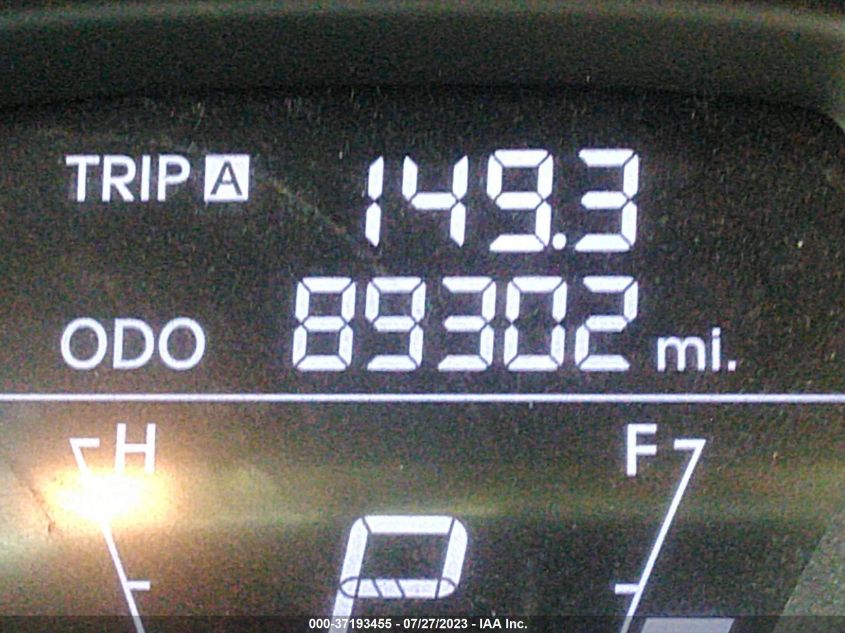 TRIP A 149.3
ODO 89302 mi.
H F
P
000-37193455 - 07/27/2023 - IAA Inc.